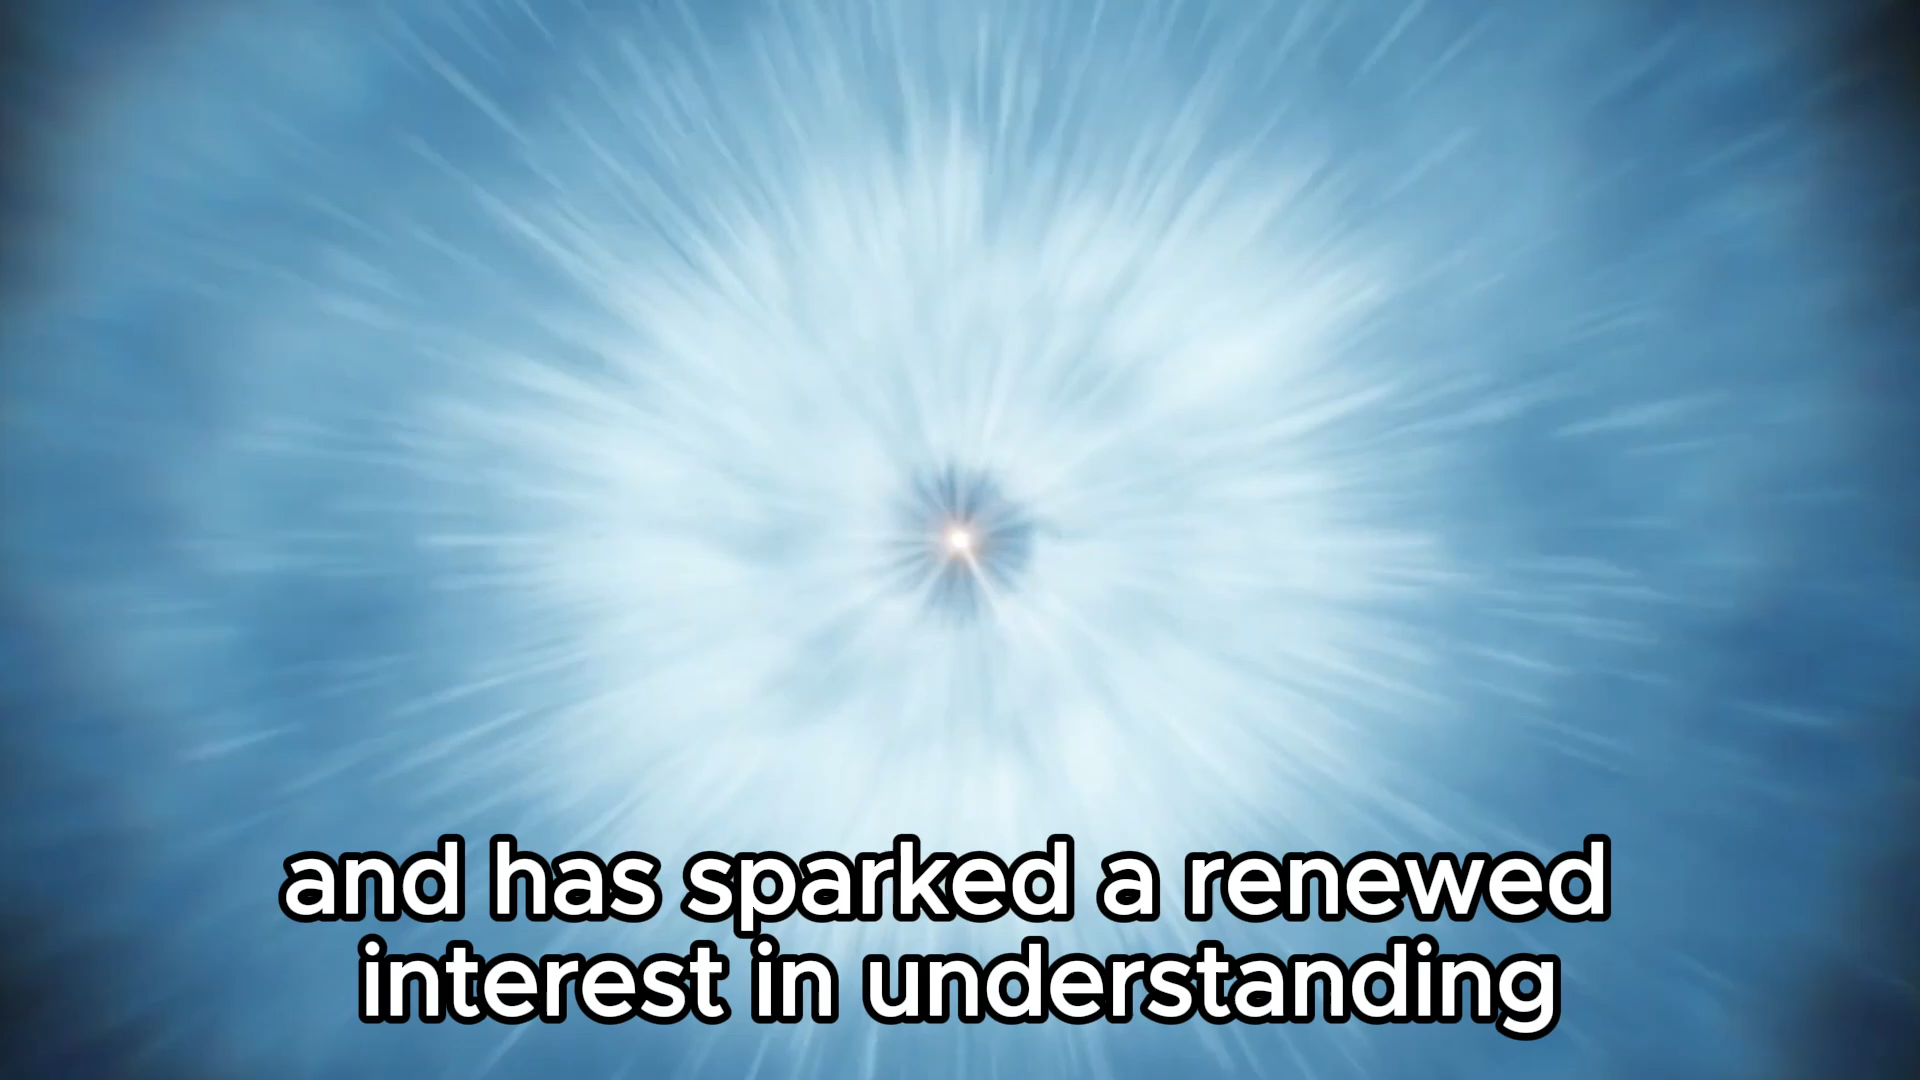 and has sparked a renewed
interest in understanding